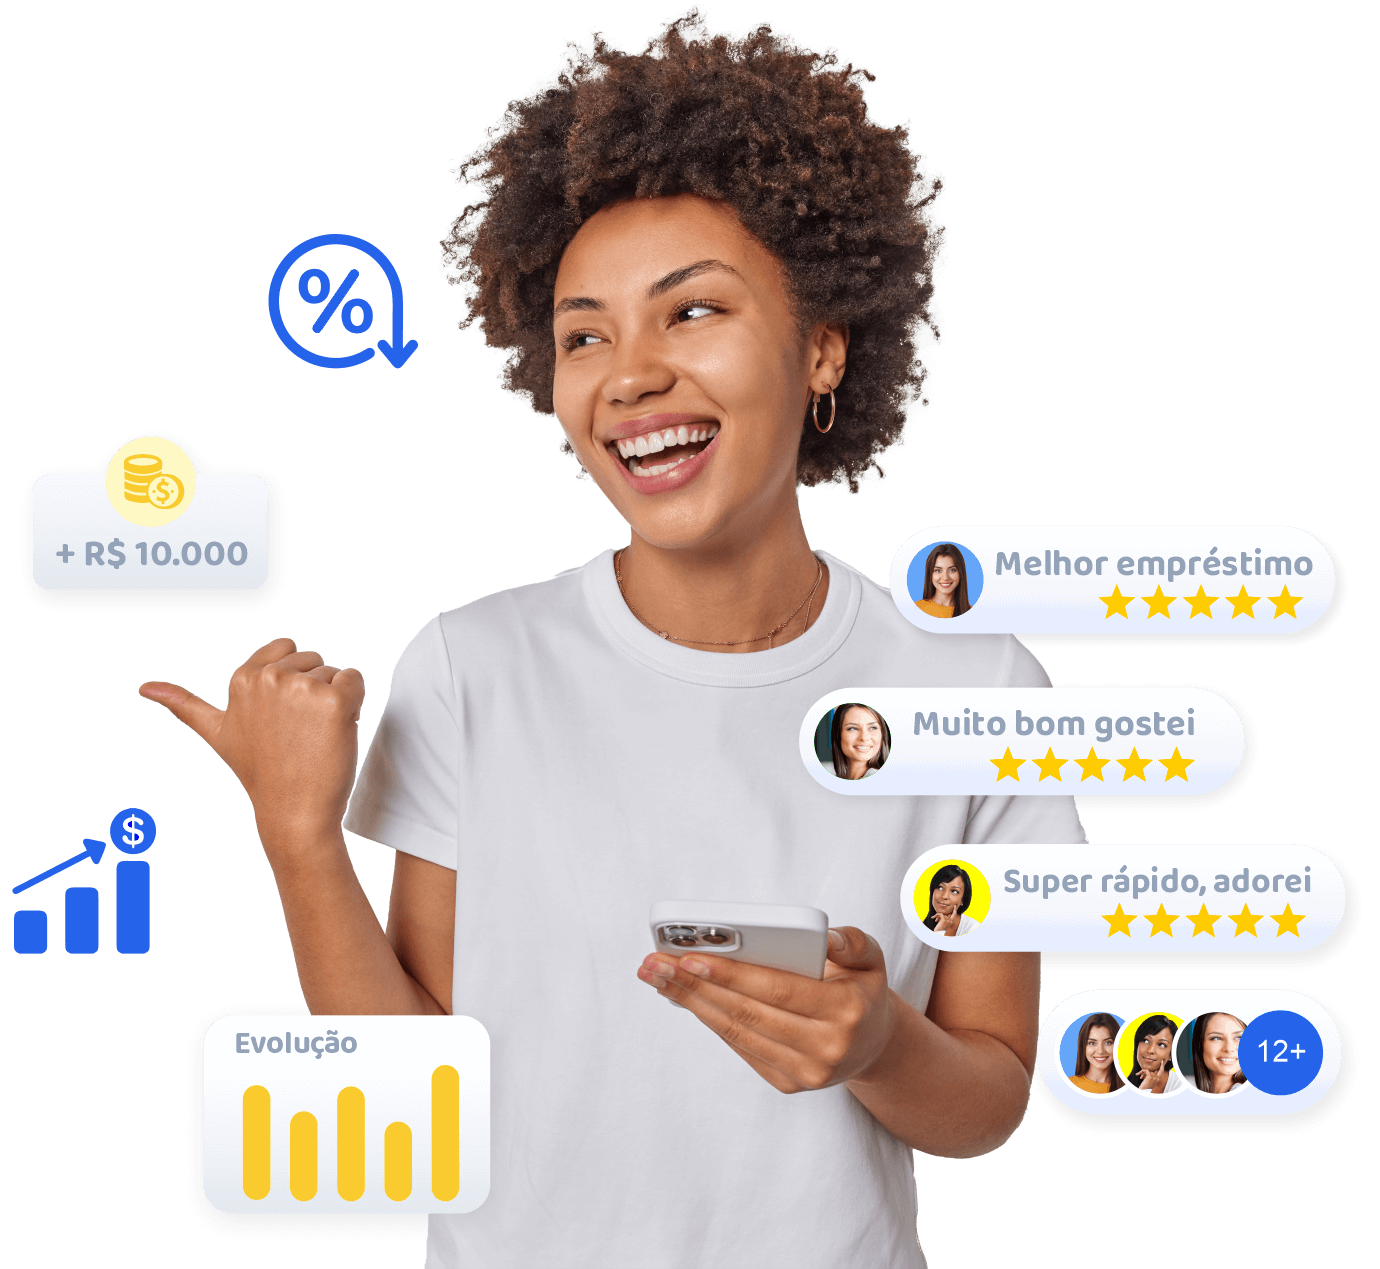 %
+ R$ 10.000
Melhor empréstimo
Muito bom gostei
$
Super rápido, adorei
Evolução
12+